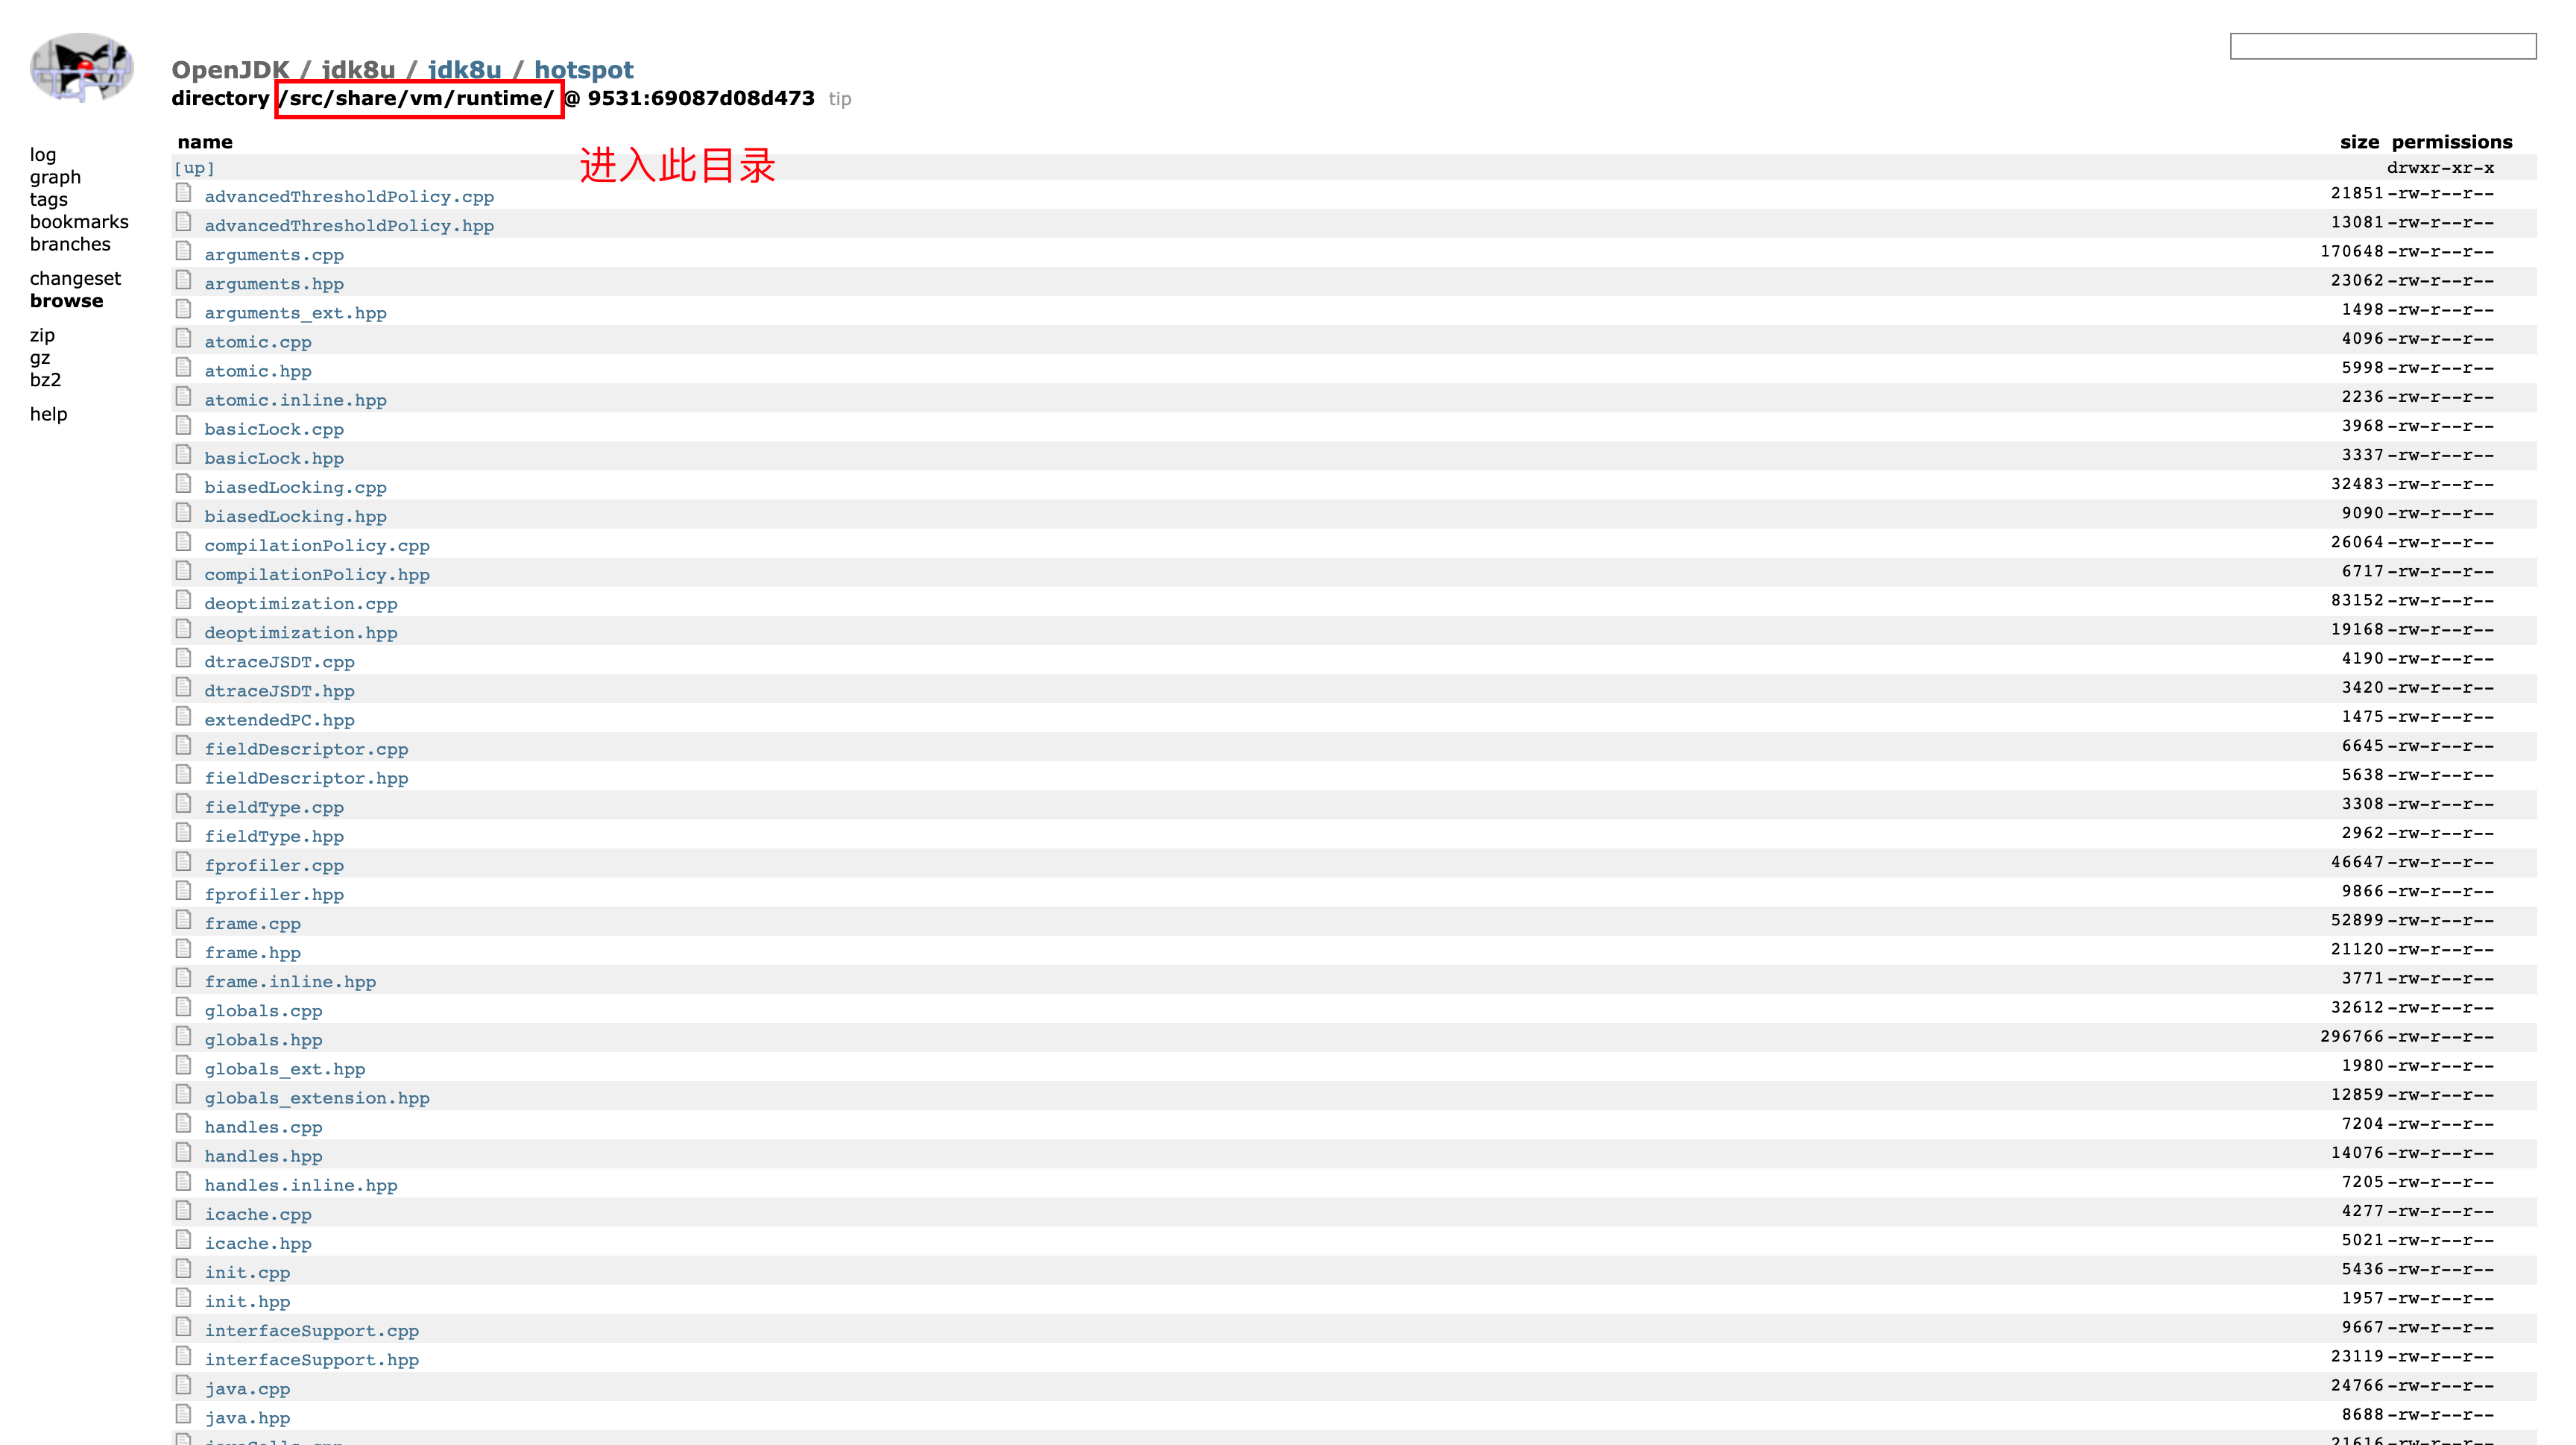 OpenJDK / jdk8u / jdk8u / hotspot
directory /src/share/vm/runtime/ @ 9531:69087d08d473 tip
log
graph
tags
bookmarks
branches
changeset
browse
zip
gz
bz2
help
name size permissions
进入此目录
[up] drwxr-xr-x
advancedThresholdPolicy.cpp 21851 -rw-r--r--
advancedThresholdPolicy.hpp 13081 -rw-r--r--
arguments.cpp 170648 -rw-r--r--
arguments.hpp 23062 -rw-r--r--
arguments_ext.hpp 1498 -rw-r--r--
atomic.cpp 4096 -rw-r--r--
atomic.hpp 5998 -rw-r--r--
atomic.inline.hpp 2236 -rw-r--r--
basicLock.cpp 3968 -rw-r--r--
basicLock.hpp 3337 -rw-r--r--
biasedLocking.cpp 32483 -rw-r--r--
biasedLocking.hpp 9090 -rw-r--r--
compilationPolicy.cpp 26064 -rw-r--r--
compilationPolicy.hpp 6717 -rw-r--r--
deoptimization.cpp 83152 -rw-r--r--
deoptimization.hpp 19168 -rw-r--r--
dtraceJSDT.cpp 4190 -rw-r--r--
dtraceJSDT.hpp 3420 -rw-r--r--
extendedPC.hpp 1475 -rw-r--r--
fieldDescriptor.cpp 6645 -rw-r--r--
fieldDescriptor.hpp 5638 -rw-r--r--
fieldType.cpp 3308 -rw-r--r--
fieldType.hpp 2962 -rw-r--r--
fprofiler.cpp 46647 -rw-r--r--
fprofiler.hpp 9866 -rw-r--r--
frame.cpp 52899 -rw-r--r--
frame.hpp 21120 -rw-r--r--
frame.inline.hpp 3771 -rw-r--r--
globals.cpp 32612 -rw-r--r--
globals.hpp 296766 -rw-r--r--
globals_ext.hpp 1980 -rw-r--r--
globals_extension.hpp 12859 -rw-r--r--
handles.cpp 7204 -rw-r--r--
handles.hpp 14076 -rw-r--r--
handles.inline.hpp 7205 -rw-r--r--
icache.cpp 4277 -rw-r--r--
icache.hpp 5021 -rw-r--r--
init.cpp 5436 -rw-r--r--
init.hpp 1957 -rw-r--r--
interfaceSupport.cpp 9667 -rw-r--r--
interfaceSupport.hpp 23119 -rw-r--r--
java.cpp 24766 -rw-r--r--
java.hpp 8688 -rw-r--r--